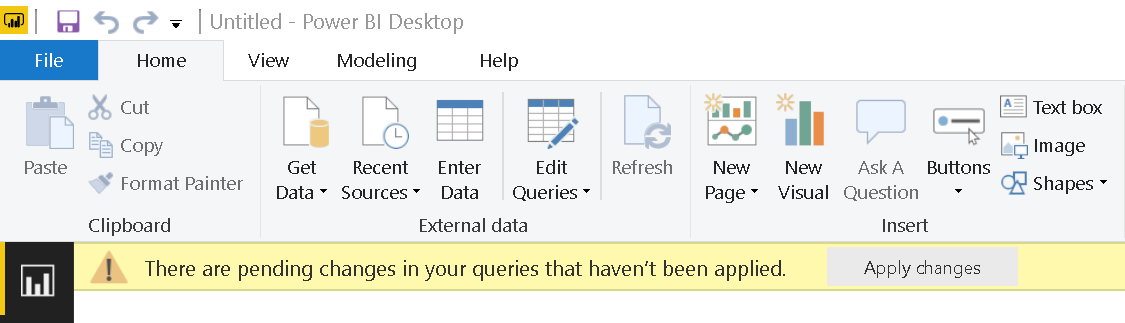 Untitled - Power BI Desktop
File Home View Modeling Help
Paste
Cut
Copy
Format Painter
Clipboard
Get
Data
Recent
Sources
Enter
Data
Edit
Queries
Refresh
External data
New
Page
New
Visual
Ask A
Question
Buttons
Text box
Image
Shapes
Insert
There are pending changes in your queries that haven't been applied.
Apply changes